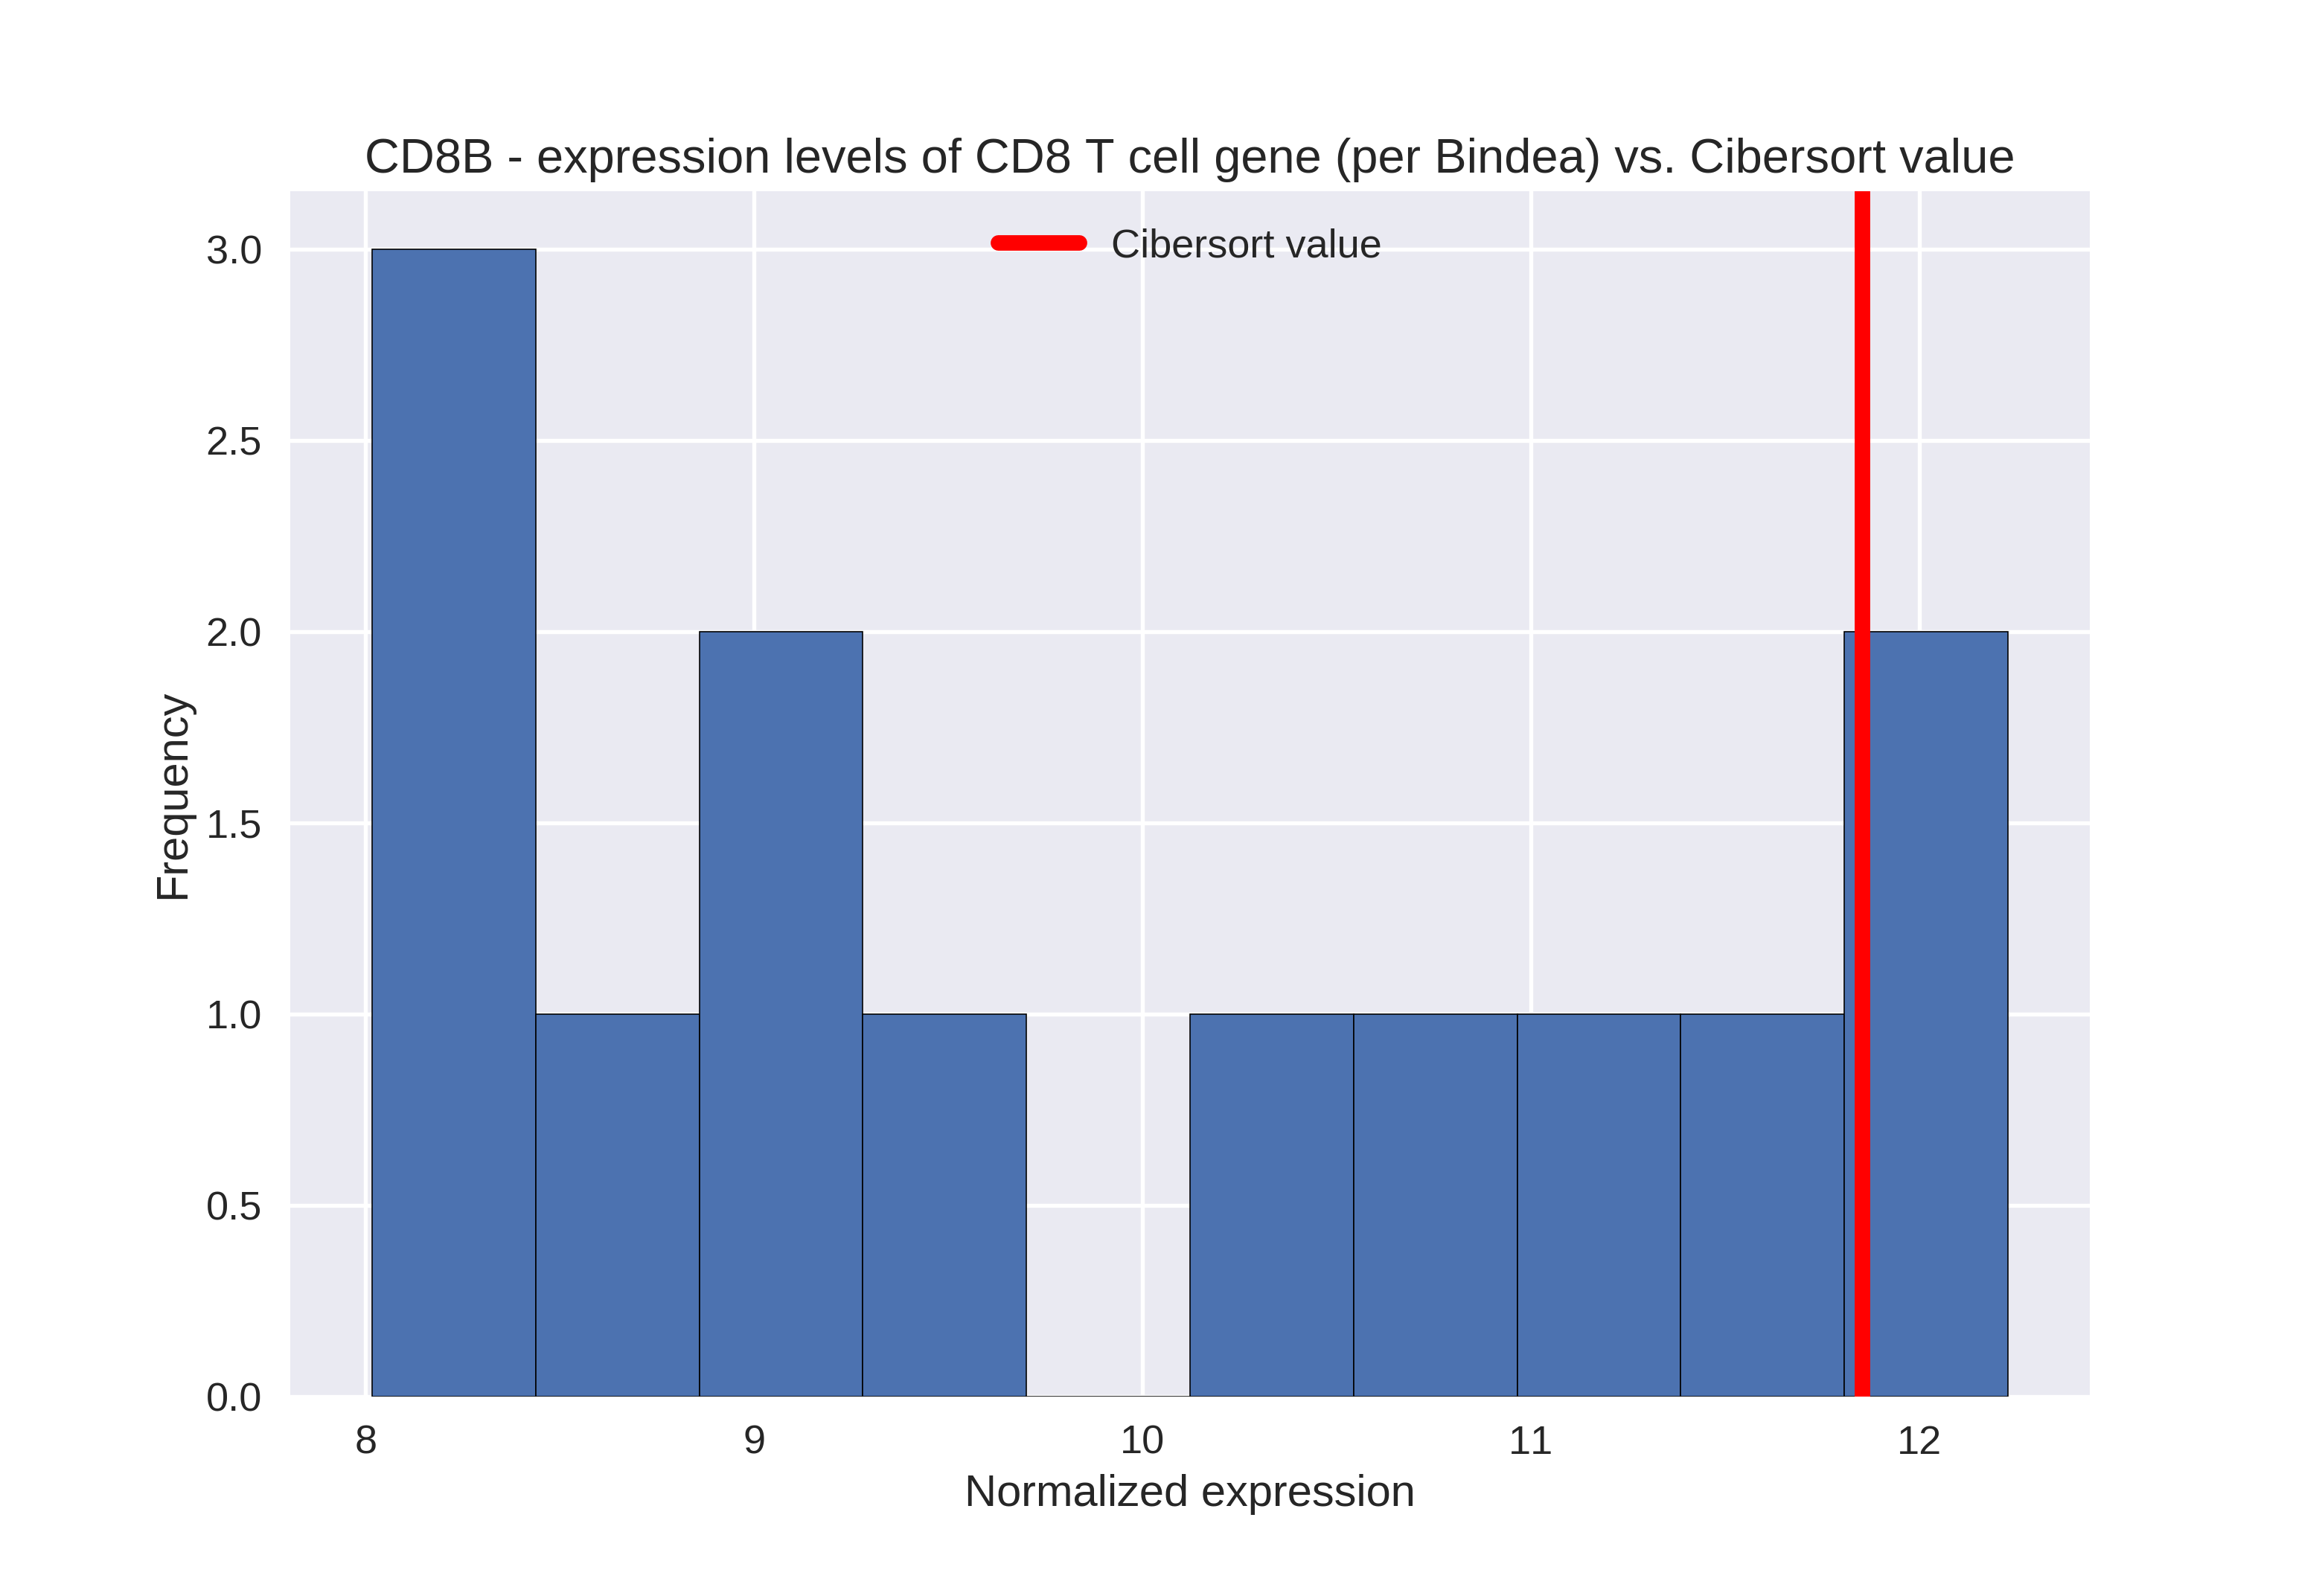 CD8B - expression levels of CD8 T cell gene (per Bindea) vs. Cibersort value
Cibersort value
3.0
2.5
2.0
1.5
1.0
0.5
0.0
Frequency
8 9 10 11 12
Normalized expression